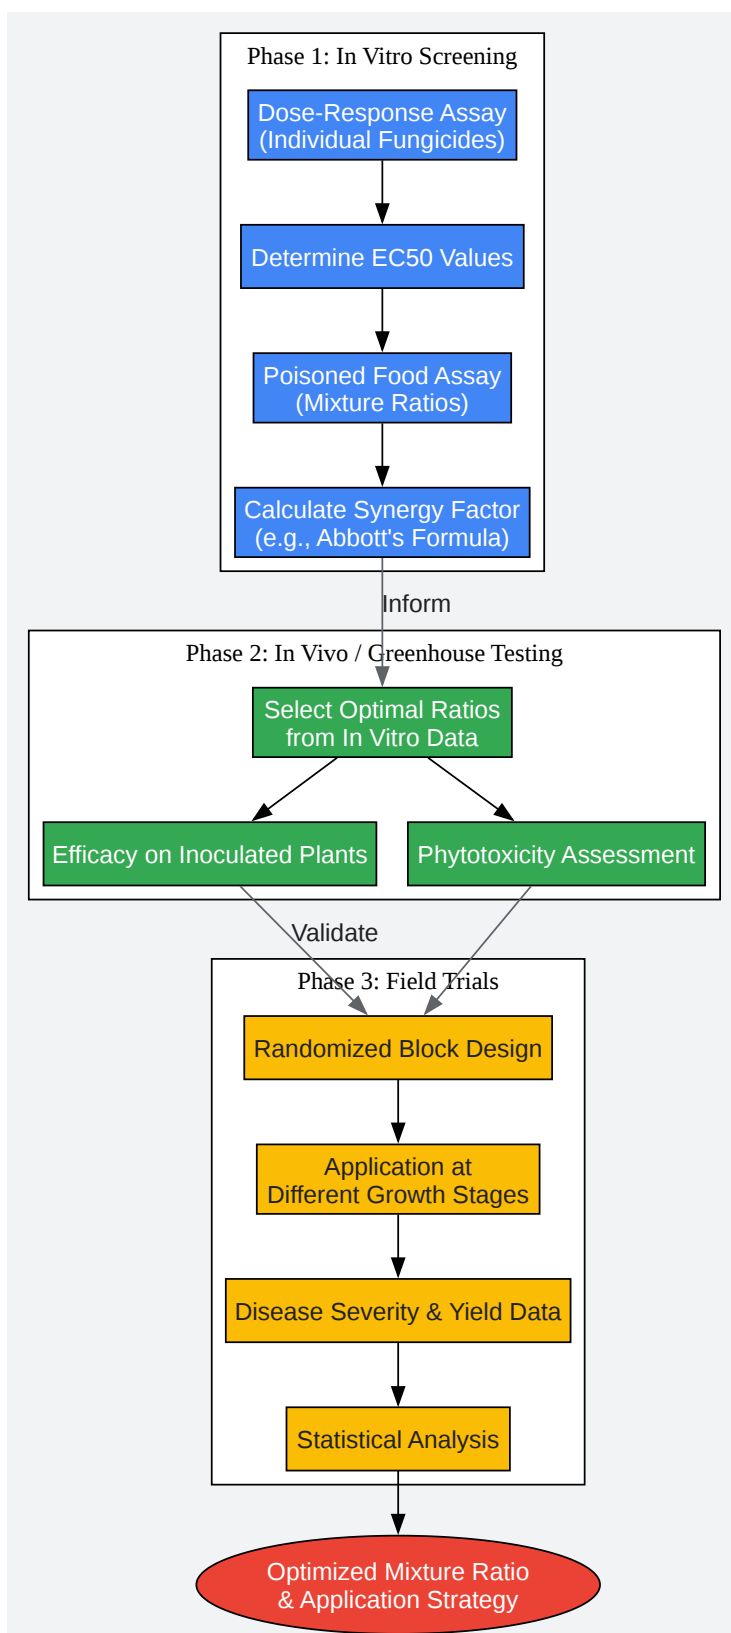 Phase 1: In Vitro Screening
Dose-Response Assay
(Individual Fungicides)
Determine EC50 Values
Poisoned Food Assay
(Mixture Ratios)
Calculate Synergy Factor
(e.g., Abbott's Formula)
Inform
Phase 2: In Vivo / Greenhouse Testing
Select Optimal Ratios
from In Vitro Data
Efficacy on Inoculated Plants
Phytotoxicity Assessment
Validate
Phase 3: Field Trials
Randomized Block Design
Application at
Different Growth Stages
Disease Severity & Yield Data
Statistical Analysis
Optimized Mixture Ratio
& Application Strategy